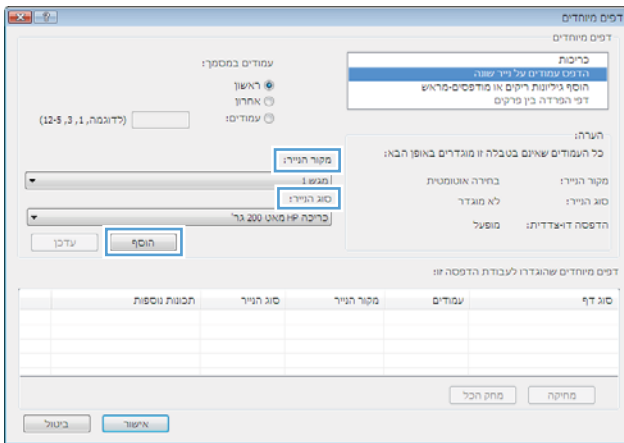 דפים מיוחדים
דפים מיוחדים
כריכות
הדפס עמודים על נייר שונה
הוסף גיליונות ריקים או מודפסים-מראש
דפי הפרדה בין פרקים
עמודים במסמך:
ראשון
אחרון
עמודים:
(לדוגמה, 1, 3, 12-5)
הערה:
כל העמודים שאינם בטבלה זו מוגדרים באופן הבא:
מקור הנייר: בחירה אוטומטית
סוג הנייר: לא מוגדר
הדפסה דו-צדדית: מופעל
מקור הנייר:
מגש 1
סוג הנייר:
כריכה HP מאט 200 גר'
הוסף
עדכן
דפים מיוחדים שהוגדרו לעבודת הדפסה זו:
סוג דף עמודים מקור הנייר סוג הנייר תכונות נוספות
מחיקה מחק הכל
אישור ביטול